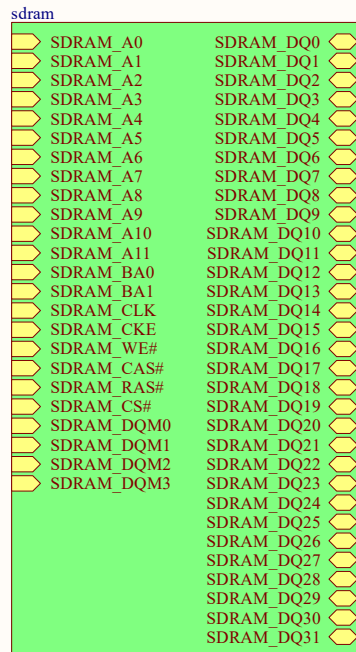 sdram
SDRAM_A0 SDRAM_DQ0
SDRAM_A1 SDRAM_DQ1
SDRAM_A2 SDRAM_DQ2
SDRAM_A3 SDRAM_DQ3
SDRAM_A4 SDRAM_DQ4
SDRAM_A5 SDRAM_DQ5
SDRAM_A6 SDRAM_DQ6
SDRAM_A7 SDRAM_DQ7
SDRAM_A8 SDRAM_DQ8
SDRAM_A9 SDRAM_DQ9
SDRAM_A10 SDRAM_DQ10
SDRAM_A11 SDRAM_DQ11
SDRAM_BA0 SDRAM_DQ12
SDRAM_BA1 SDRAM_DQ13
SDRAM_CLK SDRAM_DQ14
SDRAM_CKE SDRAM_DQ15
SDRAM_WE# SDRAM_DQ16
SDRAM_CAS# SDRAM_DQ17
SDRAM_RAS# SDRAM_DQ18
SDRAM_CS# SDRAM_DQ19
SDRAM_DQM0 SDRAM_DQ20
SDRAM_DQM1 SDRAM_DQ21
SDRAM_DQM2 SDRAM_DQ22
SDRAM_DQM3 SDRAM_DQ23
SDRAM_DQ24
SDRAM_DQ25
SDRAM_DQ26
SDRAM_DQ27
SDRAM_DQ28
SDRAM_DQ29
SDRAM_DQ30
SDRAM_DQ31